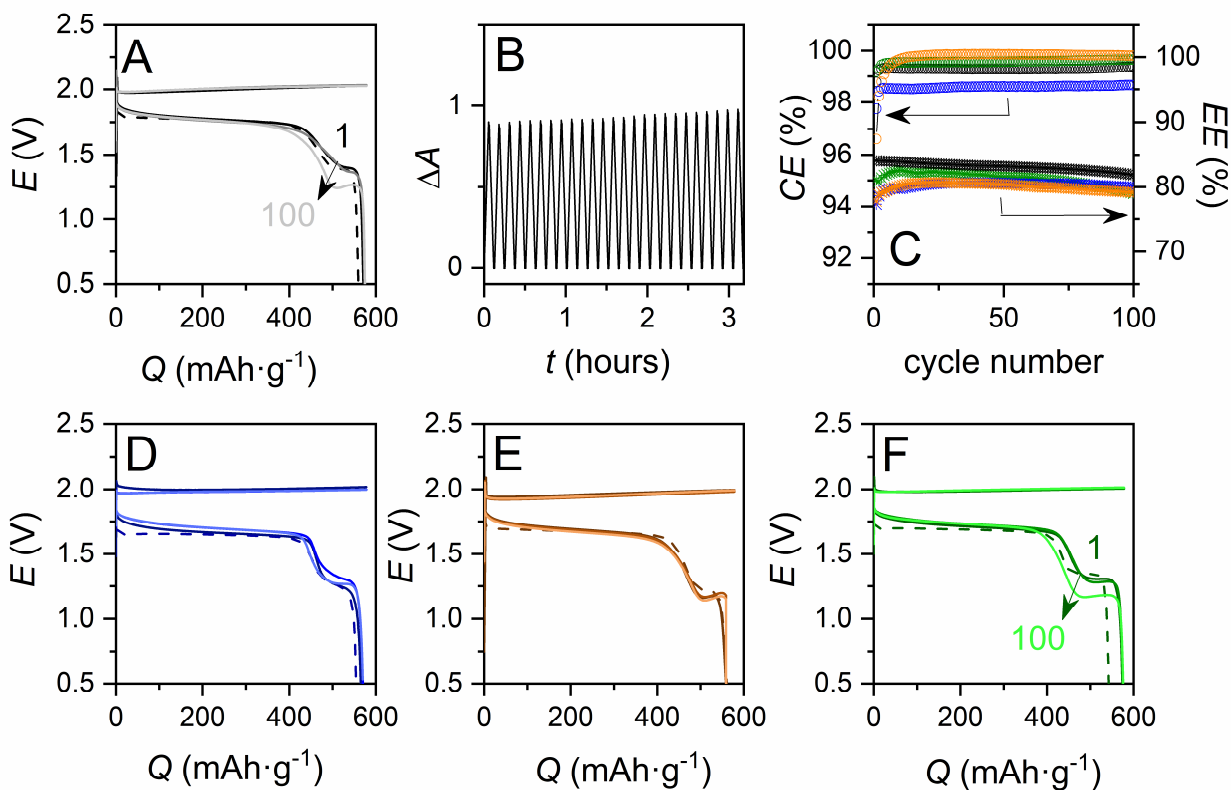 A
2.5
2.0
1.5
1.0
0.5
E (V)
1
100
0 200 400 600
Q (mAh·g⁻¹)
B
1
0
ΔA
0 1 2 3
t (hours)
C
100
98
96
94
92
CE (%)
100
90
80
70
EE (%)
0 50 100
cycle number
D
2.5
2.0
1.5
1.0
0.5
E (V)
0 200 400 600
Q (mAh·g⁻¹)
E
2.5
2.0
1.5
1.0
0.5
E (V)
0 200 400 600
Q (mAh·g⁻¹)
F
2.5
2.0
1.5
1.0
0.5
E (V)
1
100
0 200 400 600
Q (mAh·g⁻¹)